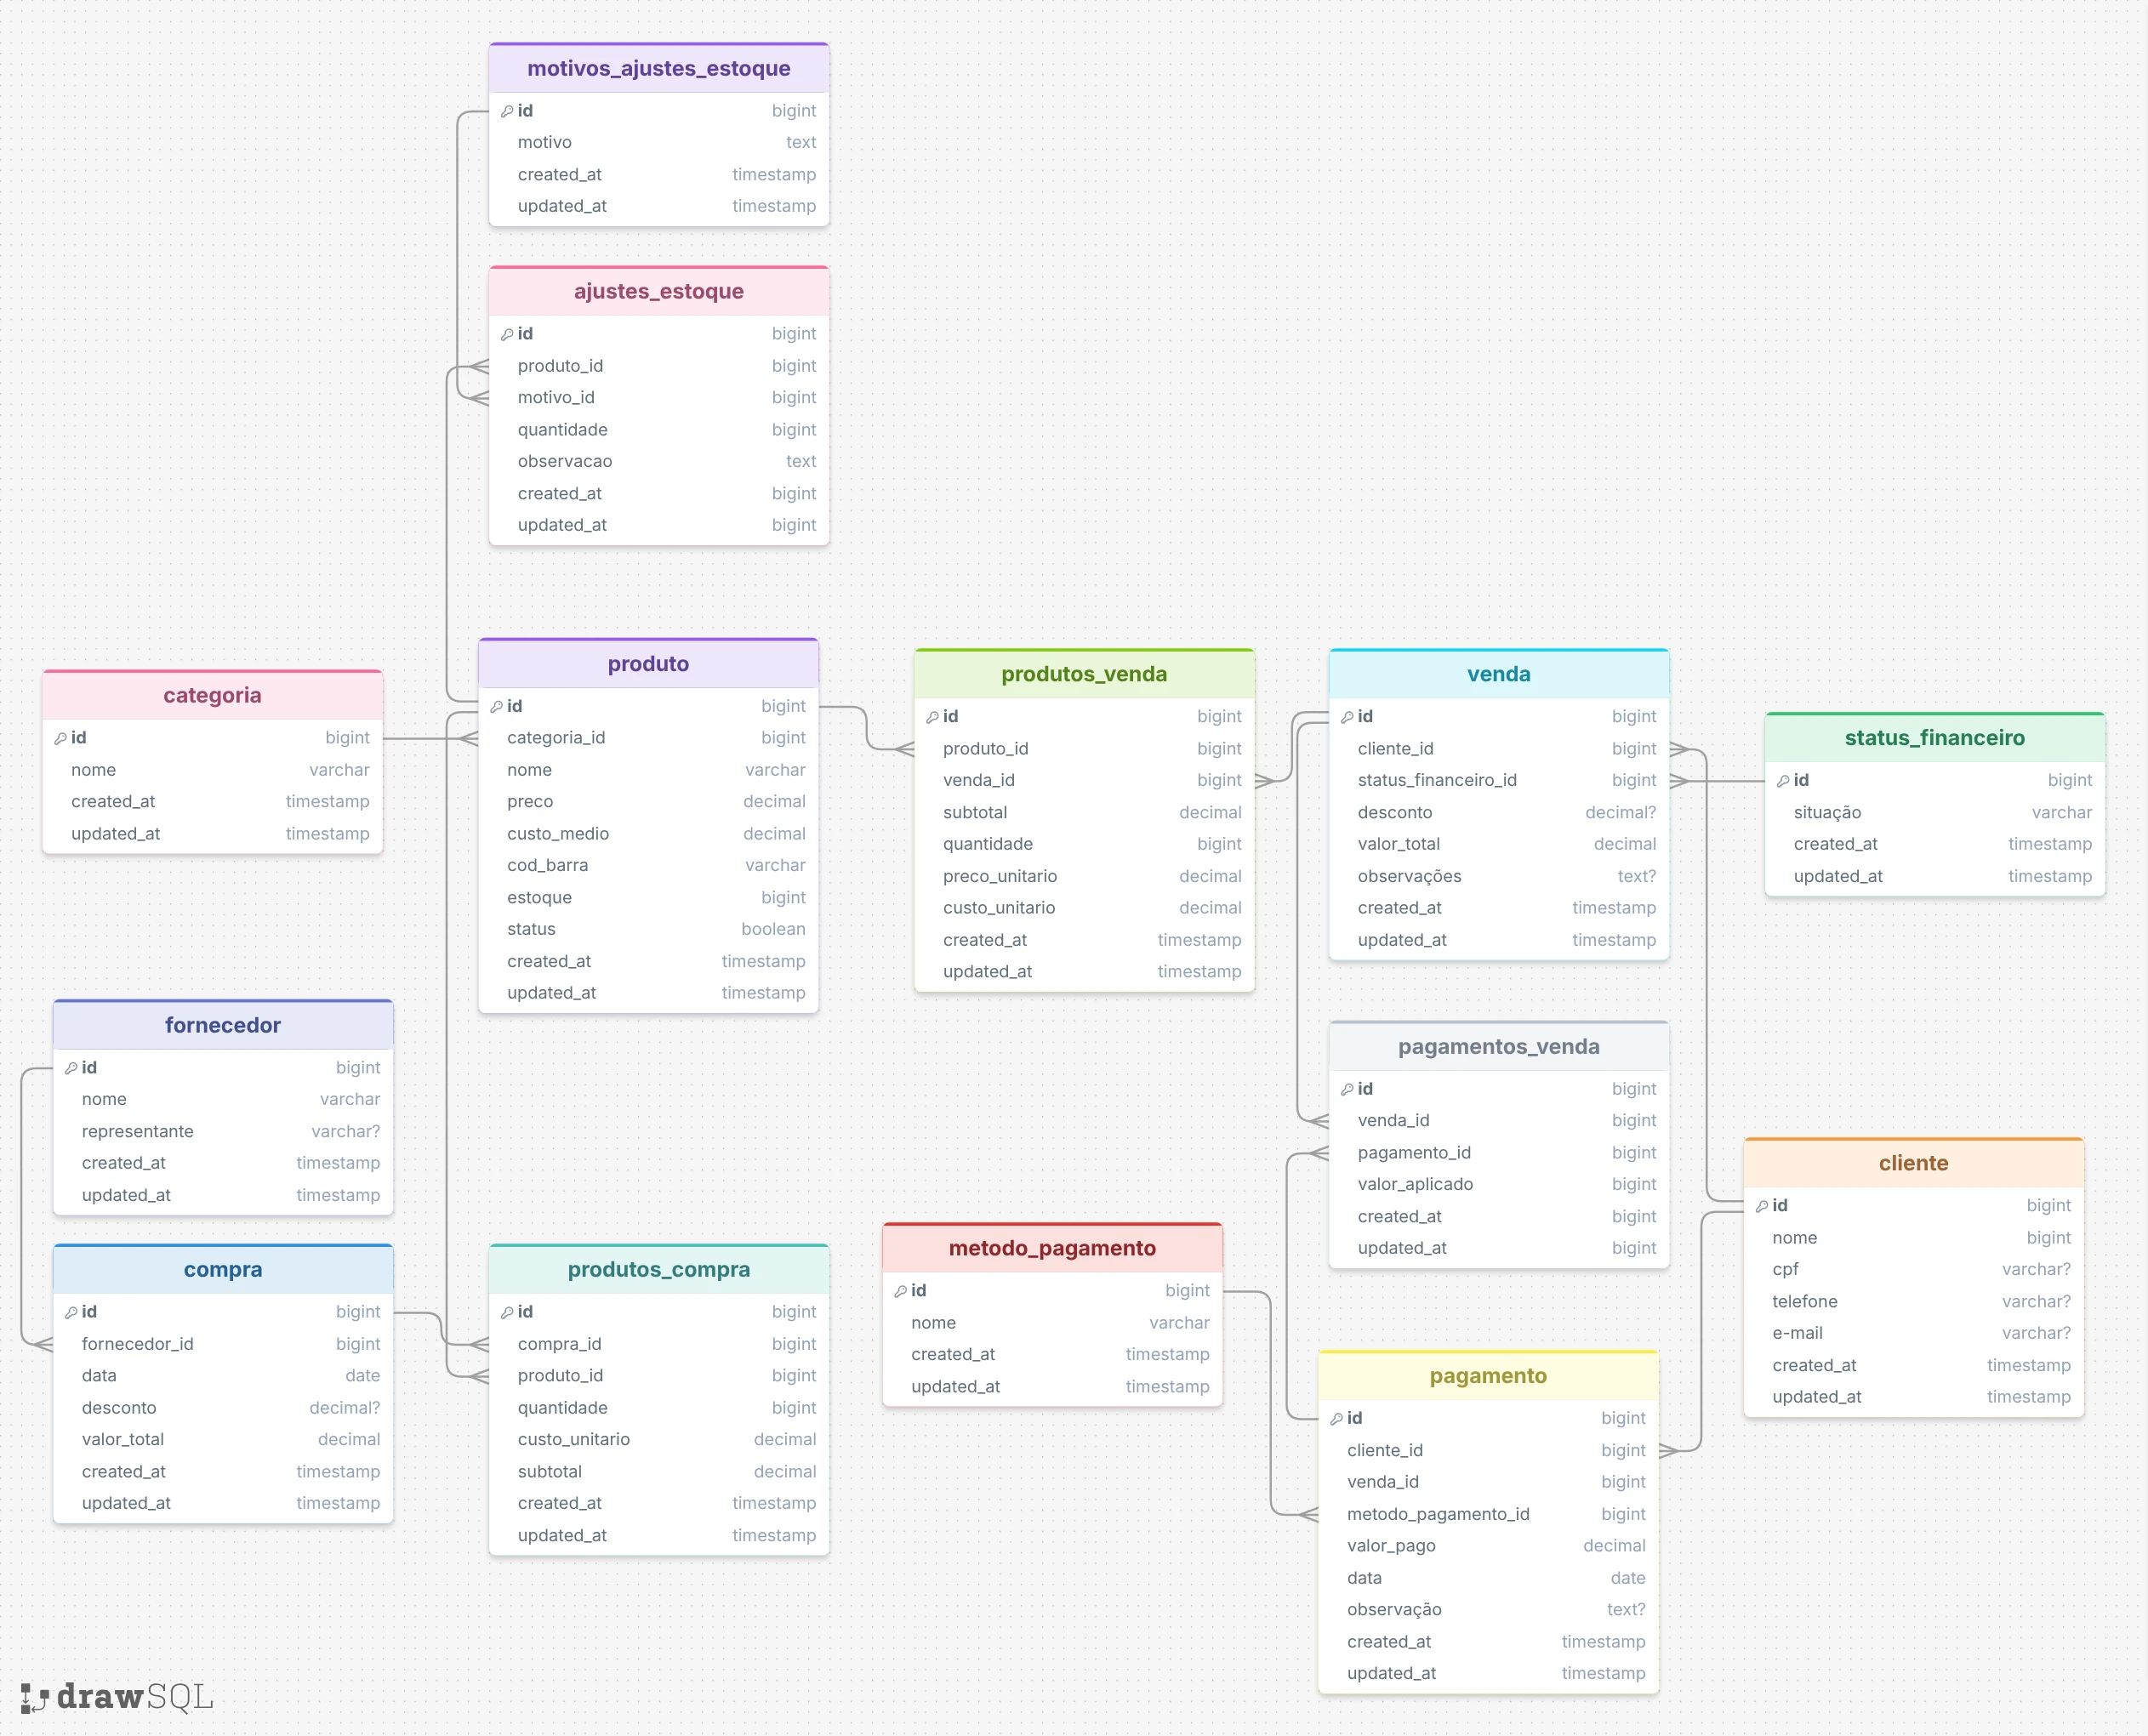 motivos_ajustes_estoque
id bigint
motivo text
created_at timestamp
updated_at timestamp
ajustes_estoque
id bigint
produto_id bigint
motivo_id bigint
quantidade bigint
observacao text
created_at bigint
updated_at bigint
categoria
id bigint
nome varchar
created_at timestamp
updated_at timestamp
produto
id bigint
categoria_id bigint
nome varchar
preco decimal
custo_medio decimal
cod_barra varchar
estoque bigint
status boolean
created_at timestamp
updated_at timestamp
produtos_venda
id bigint
produto_id bigint
venda_id bigint
subtotal decimal
quantidade bigint
preco_unitario decimal
custo_unitario decimal
created_at timestamp
updated_at timestamp
venda
id bigint
cliente_id bigint
status_financeiro_id bigint
desconto decimal?
valor_total decimal
observações text?
created_at timestamp
updated_at timestamp
status_financeiro
id bigint
situação varchar
created_at timestamp
updated_at timestamp
fornecedor
id bigint
nome varchar
representante varchar?
created_at timestamp
updated_at timestamp
pagamentos_venda
id bigint
venda_id bigint
pagamento_id bigint
valor_aplicado bigint
created_at bigint
updated_at bigint
cliente
id bigint
nome bigint
cpf varchar?
telefone varchar?
e-mail varchar?
created_at timestamp
updated_at timestamp
compra
id bigint
fornecedor_id bigint
data date
desconto decimal?
valor_total decimal
created_at timestamp
updated_at timestamp
produtos_compra
id bigint
compra_id bigint
produto_id bigint
quantidade bigint
custo_unitario decimal
subtotal decimal
created_at timestamp
updated_at timestamp
metodo_pagamento
id bigint
nome varchar
created_at timestamp
updated_at timestamp
pagamento
id bigint
cliente_id bigint
venda_id bigint
metodo_pagamento_id bigint
valor_pago decimal
data date
observação text?
created_at timestamp
updated_at timestamp
drawSQL